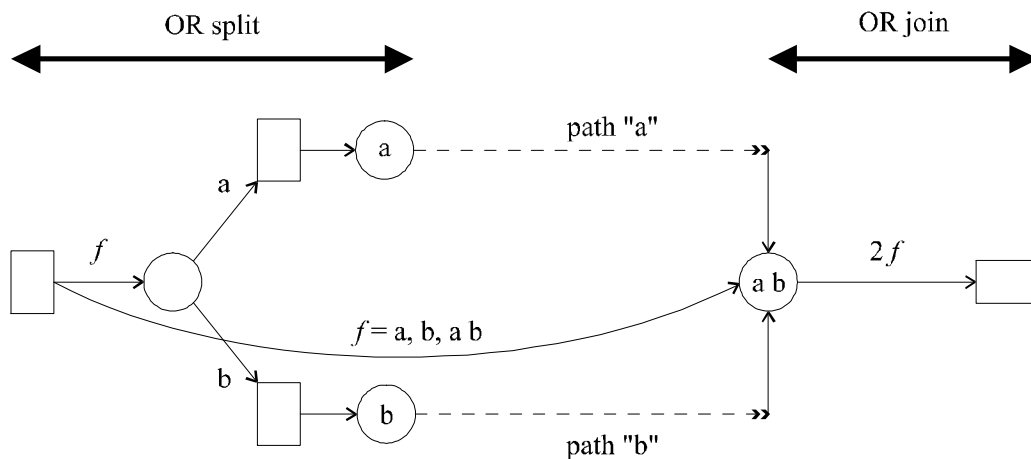 OR split
OR join
path "a"
a
a
f
a b
2 f
f = a, b, a b
b
b
path "b"